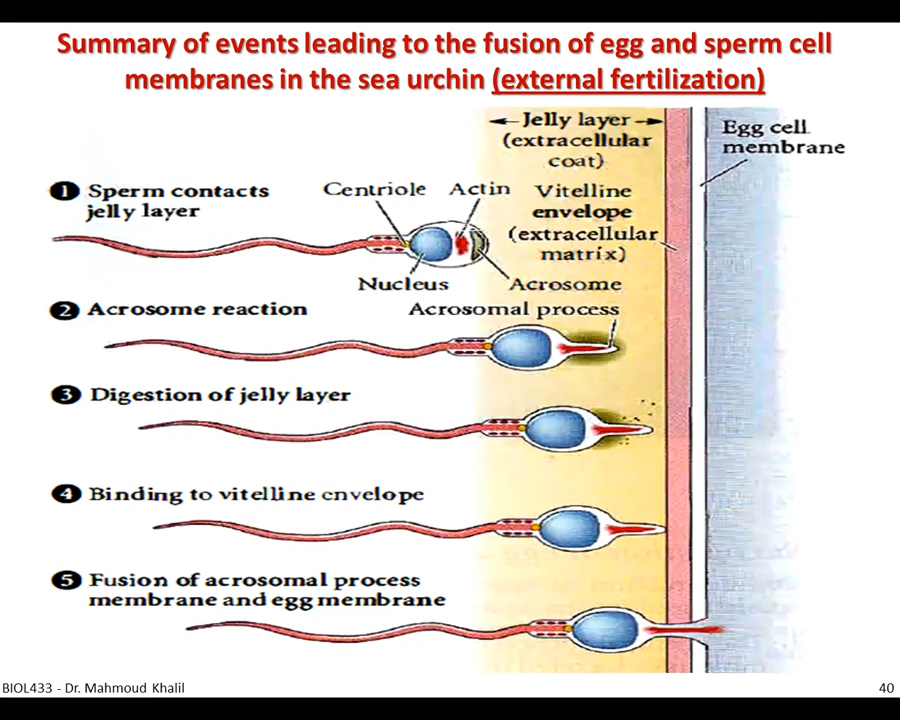 Summary of events leading to the fusion of egg and sperm cell
membranes in the sea urchin (external fertilization)
Jelly layer
(extracellular
coat)
Egg cell
membrane
1 Sperm contacts
jelly layer
Centriole
Actin
Vitelline
envelope
(extracellular
matrix)
Nucleus
Acrosome
2 Acrosome reaction
Acrosomal process
3 Digestion of jelly layer
4 Binding to vitelline envelope
5 Fusion of acrosomal process
membrane and egg membrane
BIOL433 - Dr. Mahmoud Khalil
40